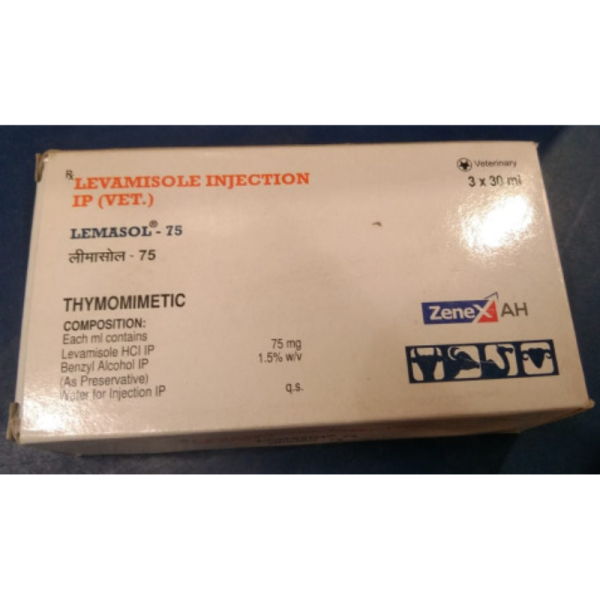 ℞ LEVAMISOLE INJECTION
IP (VET.)
Veterinary
3 x 30 ml
LEMASOL® - 75
लीमासोल - 75
THYMOMIMETIC
ZeneX AH
COMPOSITION:
Each ml contains
Levamisole HCl IP 75 mg
Benzyl Alcohol IP 1.5% w/v
(As Preservative)
Water for Injection IP q.s.